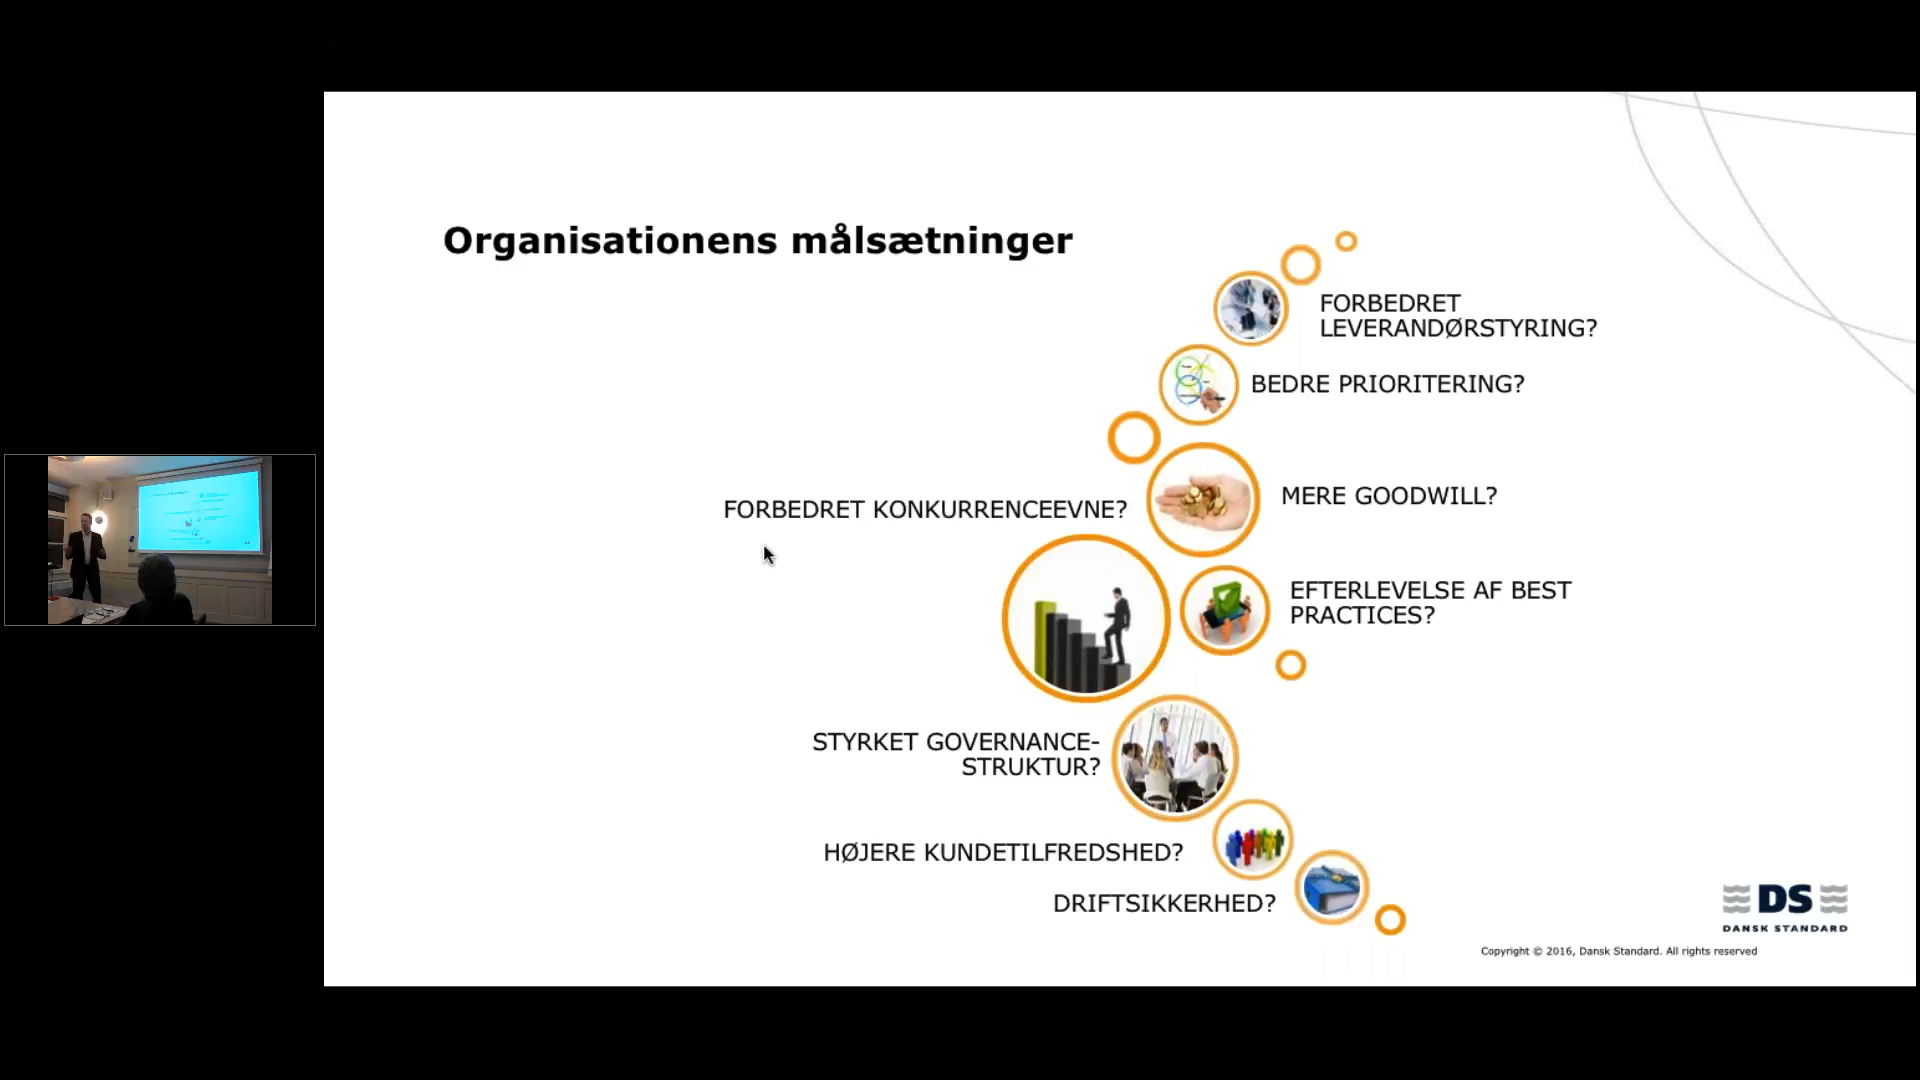 Organisationens målsætninger
FORBEDRET
LEVERANDØRSTYRING?
BEDRE PRIORITERING?
MERE GOODWILL?
FORBEDRET KONKURRENCEEVNE?
EFTERLEVELSE AF BEST
PRACTICES?
STYRKET GOVERNANCE-
STRUKTUR?
HØJERE KUNDETILFREDSHED?
DRIFTSIKKERHED?
DS
DANSK STANDARD
Copyright © 2016, Dansk Standard. All rights reserved